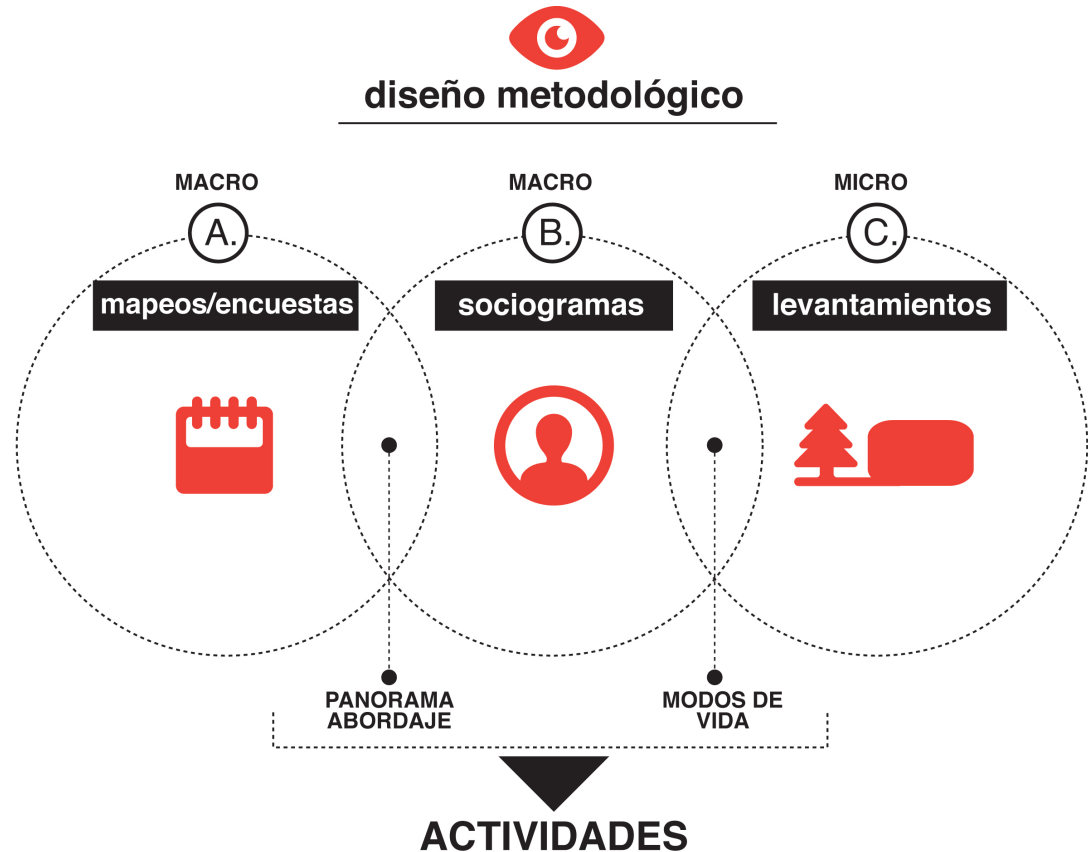 diseño metodológico
MACRO
A.
mapeos/encuestas
MACRO
B.
sociogramas
MICRO
C.
levantamientos
PANORAMA
ABORDAJE
MODOS DE
VIDA
ACTIVIDADES